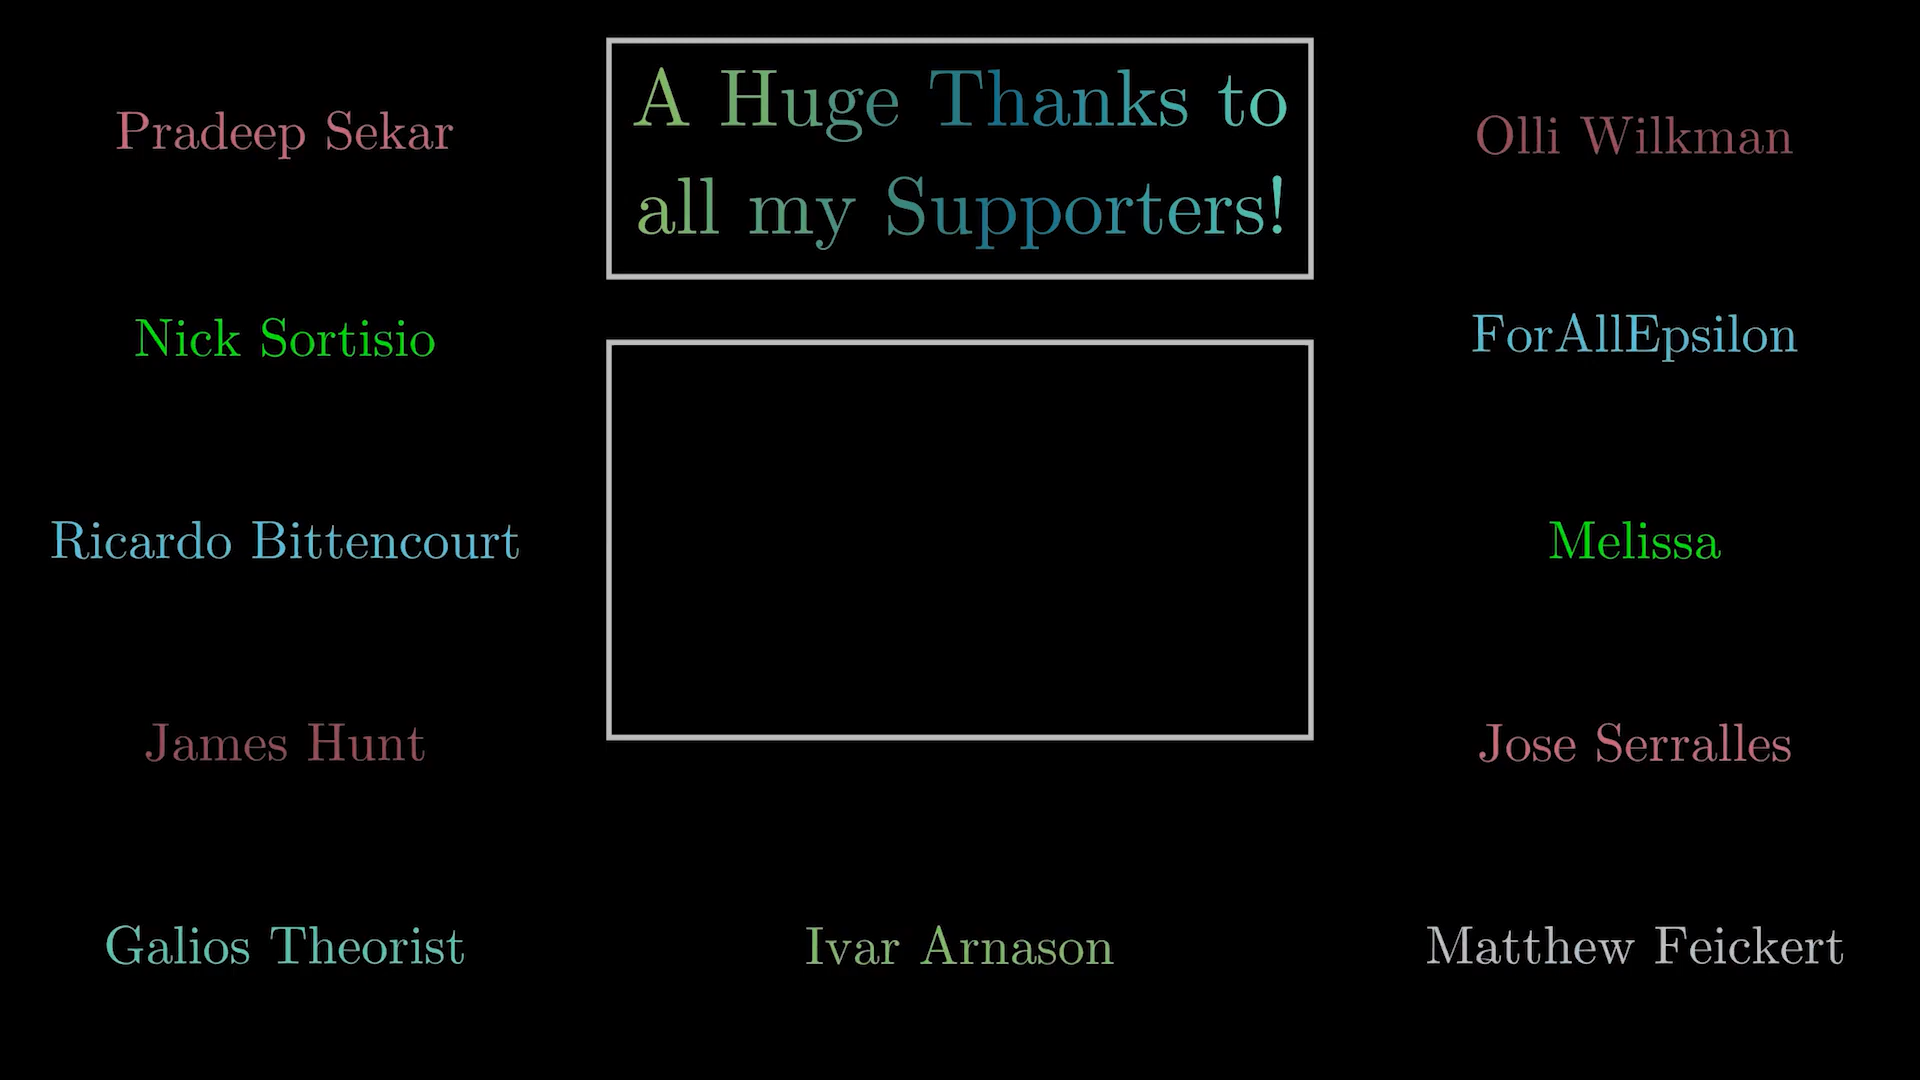 A Huge Thanks to
all my Supporters!
Pradeep Sekar
Olli Wilkman
Nick Sortisio
ForAllEpsilon
Ricardo Bittencourt
Melissa
James Hunt
Jose Serralles
Galios Theorist
Ivar Arnason
Matthew Feickert